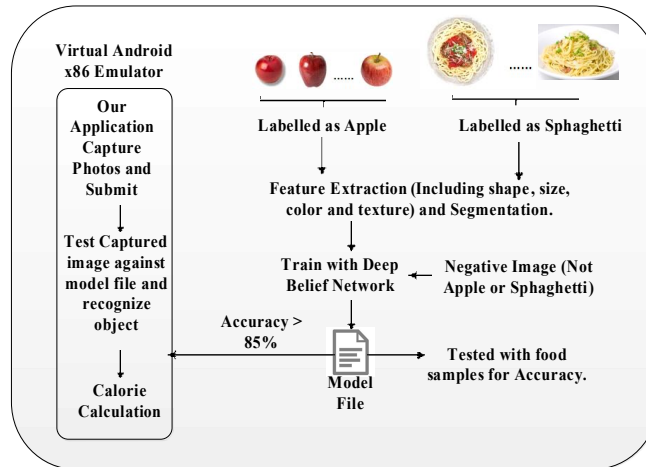 Virtual Android
x86 Emulator
Our
Application
Capture
Photos and
Submit
Test Captured
image against
model file and
recognize
object
Calorie
Calculation
......
......
Labelled as Apple
Labelled as Sphaghetti
Feature Extraction (Including shape, size,
color and texture) and Segmentation.
Train with Deep
Belief Network
Negative Image (Not
Apple or Sphaghetti)
Accuracy >
85%
Model
File
Tested with food
samples for Accuracy.